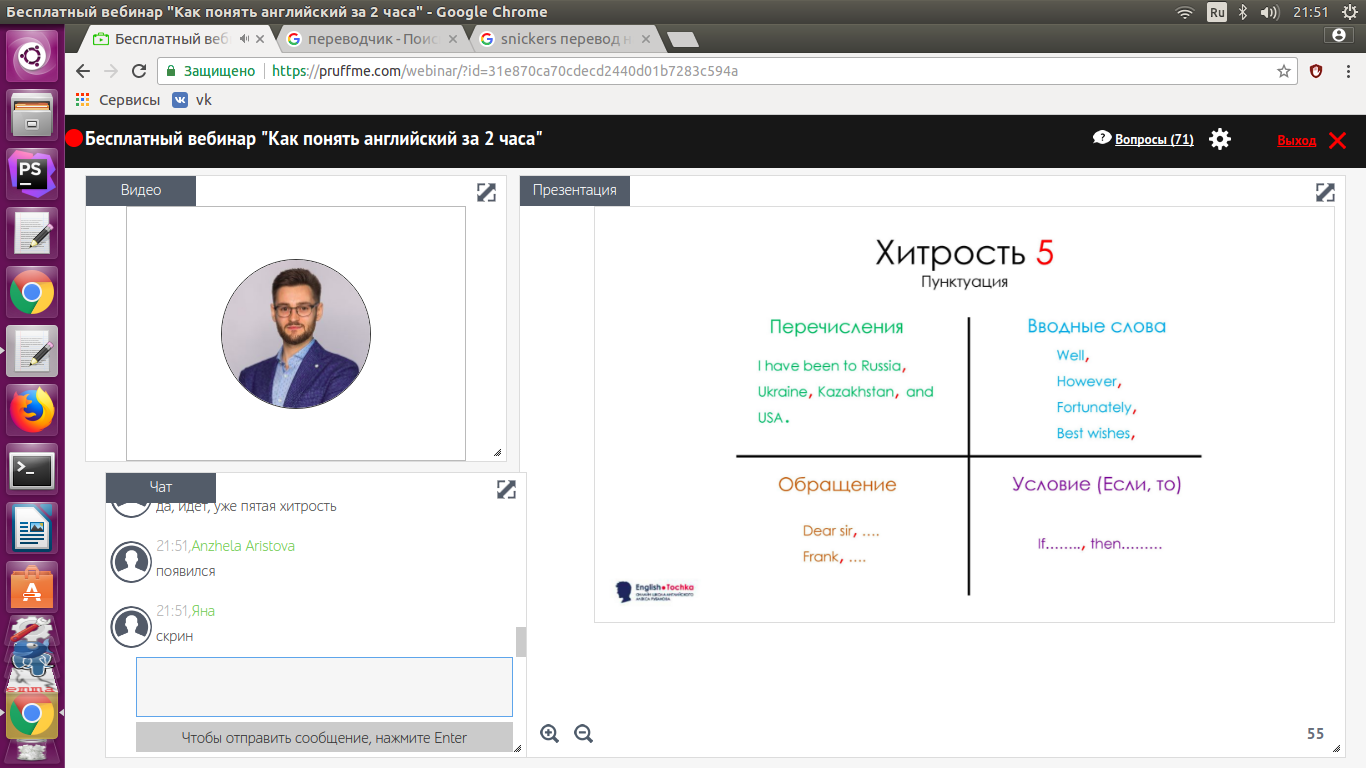 Бесплатный вебинар "Как понять английский за 2 часа" - Google Chrome
Ru
21:51
Бесплатный веб
переводчик - Поис
snickers перевод н
Защищено
https://pruffme.com/webinar/?id=31e870ca70cdecd2440d01b7283c594a
Сервисы
vk
Бесплатный вебинар "Как понять английский за 2 часа"
Вопросы (71)
Выход
Видео
Презентация
Хитрость 5
Пунктуация
Перечисления
I have been to Russia,
Ukraine, Kazakhstan, and
USA.
Вводные слова
Well,
However,
Fortunately,
Best wishes,
Обращение
Dear sir, ....
Frank, ....
Условие (Если, то)
If........, then.........
English Tochka
55
Чат
да, идет, уже пятая хитрость
21:51,Anzhela Aristova
появился
21:51,Яна
скрин
Чтобы отправить сообщение, нажмите Enter
PS